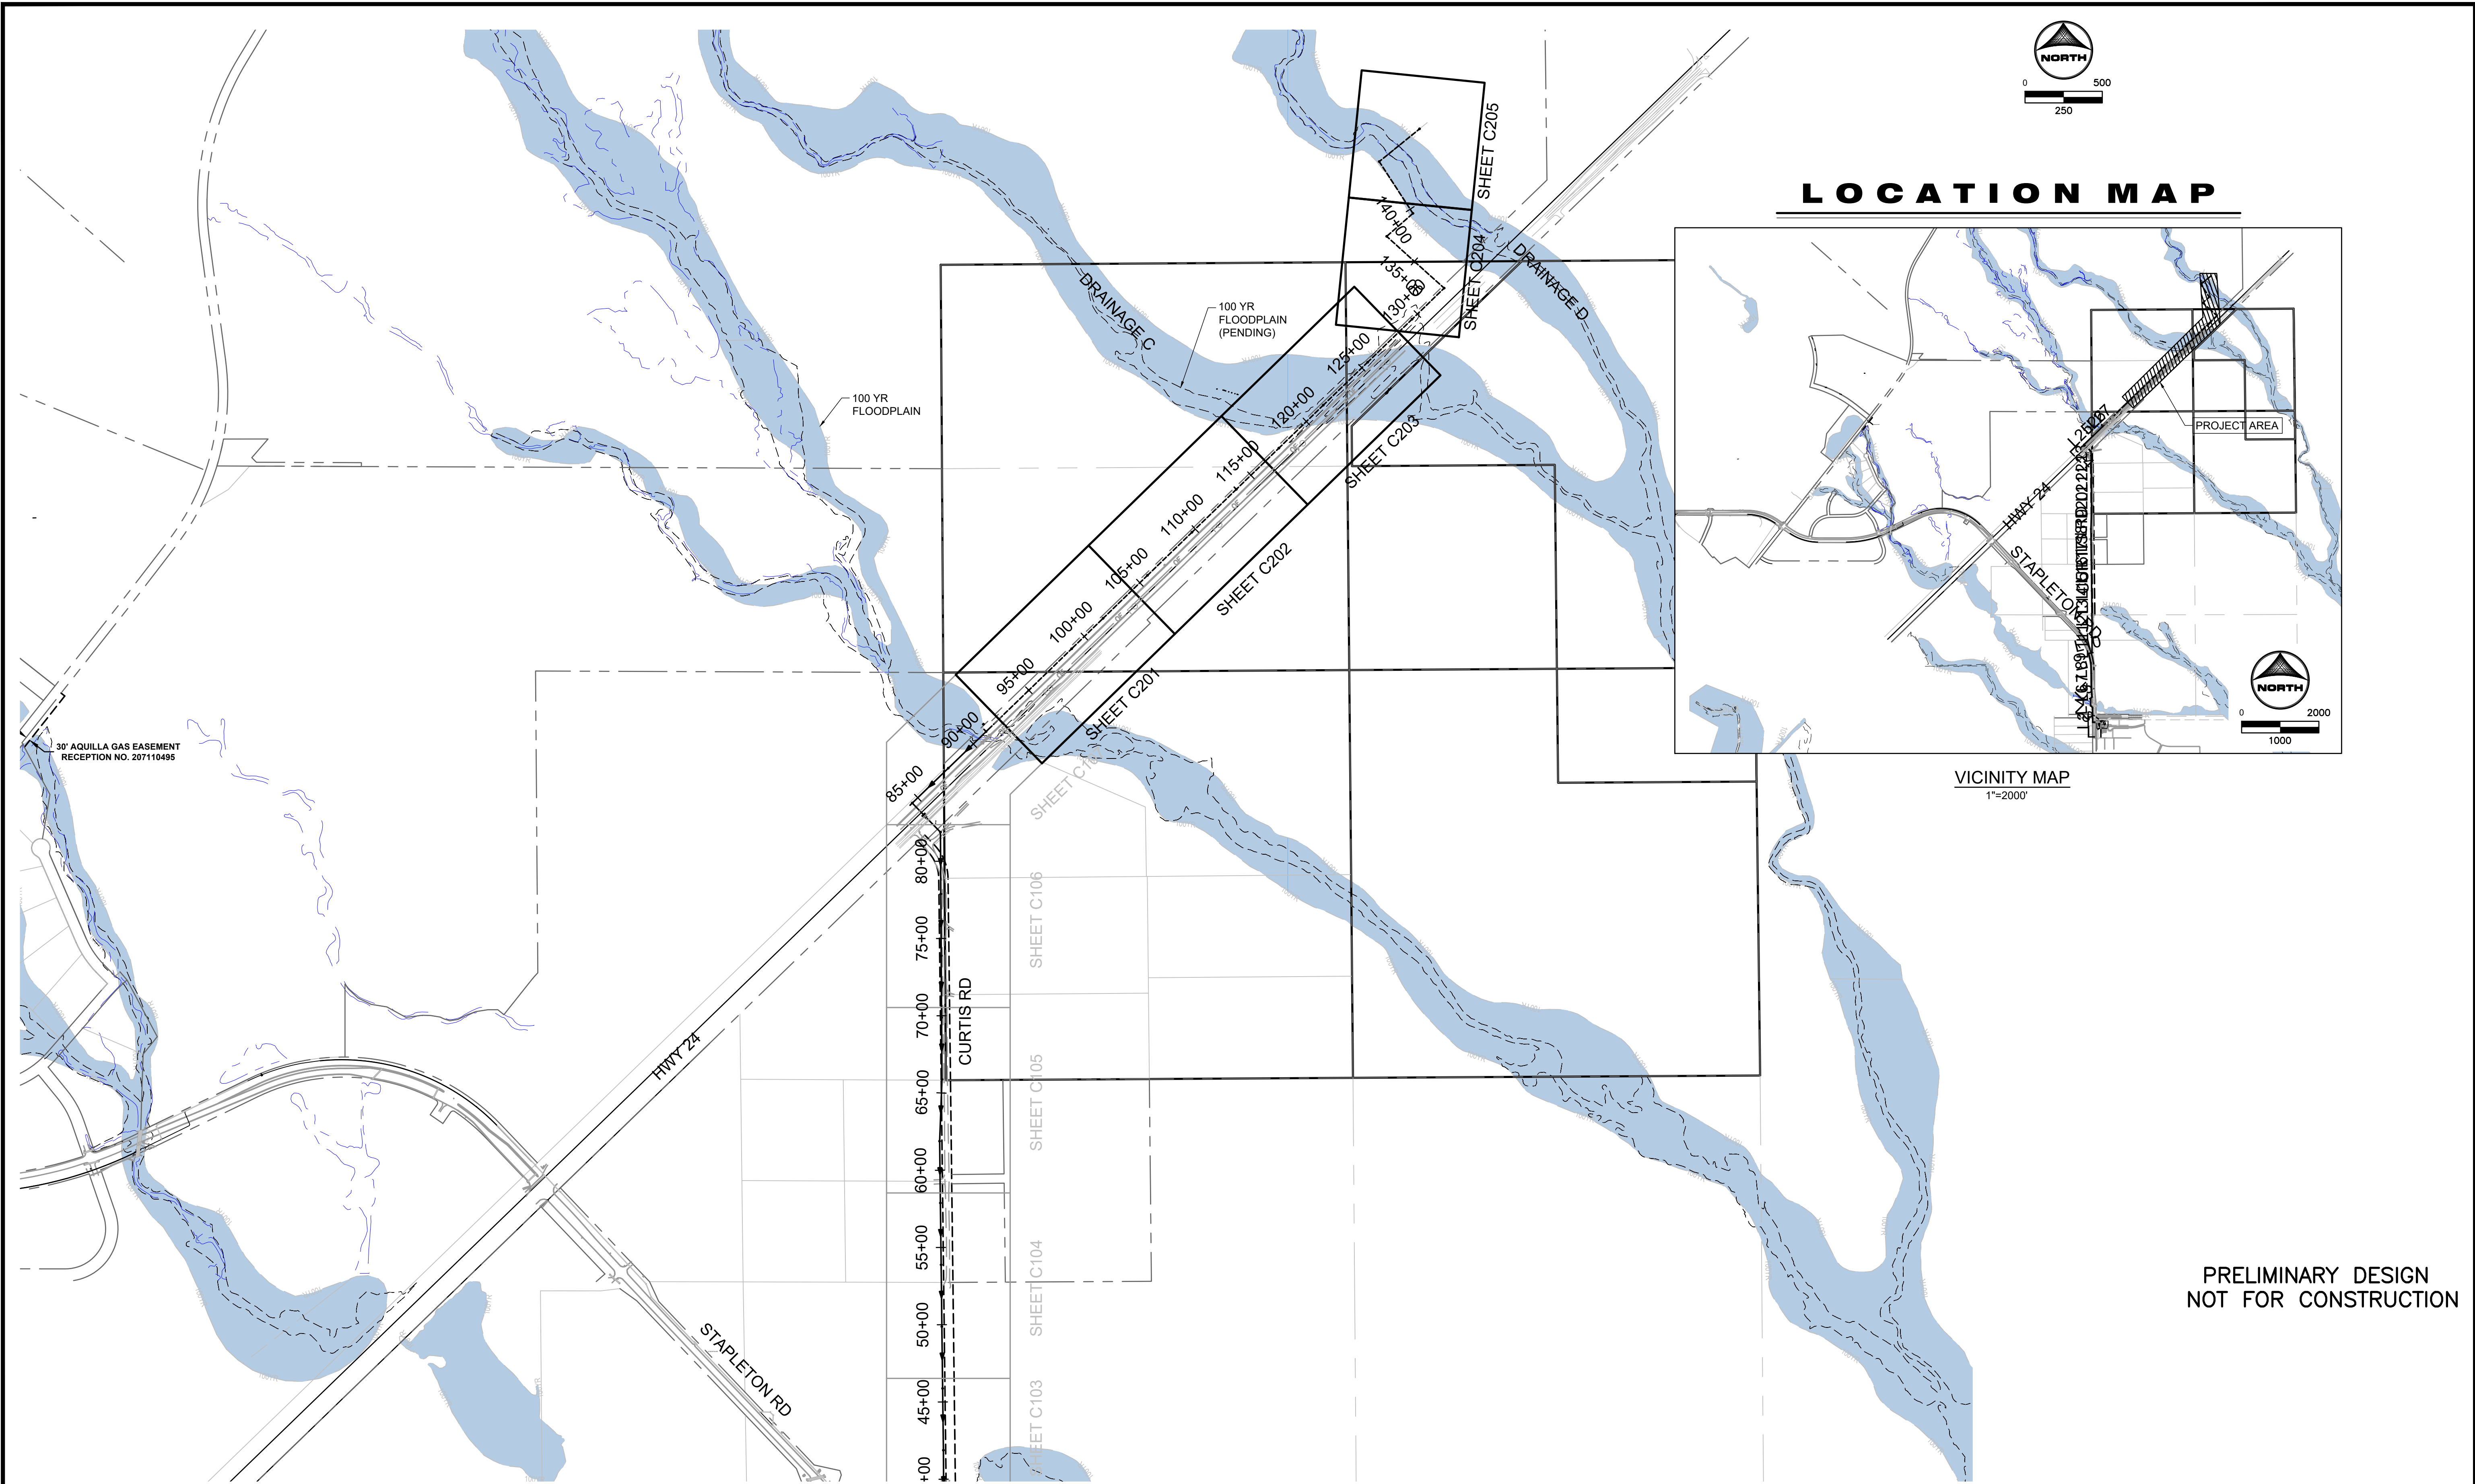 NORTH
0 500
250
LOCATION MAP
SHEET C205
140+00
SHEET C204
135+00
130+00
DRAINAGE D
DRAINAGE C
100 YR
FLOODPLAIN
(PENDING)
125+00
100 YR
FLOODPLAIN
120+00
SHEET C203
115+00
110+00
SHEET C202
105+00
100+00
95+00
SHEET C201
90+00
85+00
30' AQUILLA GAS EASEMENT
RECEPTION NO. 207110495
80+00
SHEET C106
75+00
70+00
CURTIS RD
HWY 24
65+00
SHEET C105
60+00
55+00
SHEET C104
50+00
STAPLETON RD
45+00
SHEET C103
+00
PROJECT AREA
HWY 24
STAPLETON RD
NORTH
0 2000
1000
VICINITY MAP
1"=2000'
PRELIMINARY DESIGN
NOT FOR CONSTRUCTION